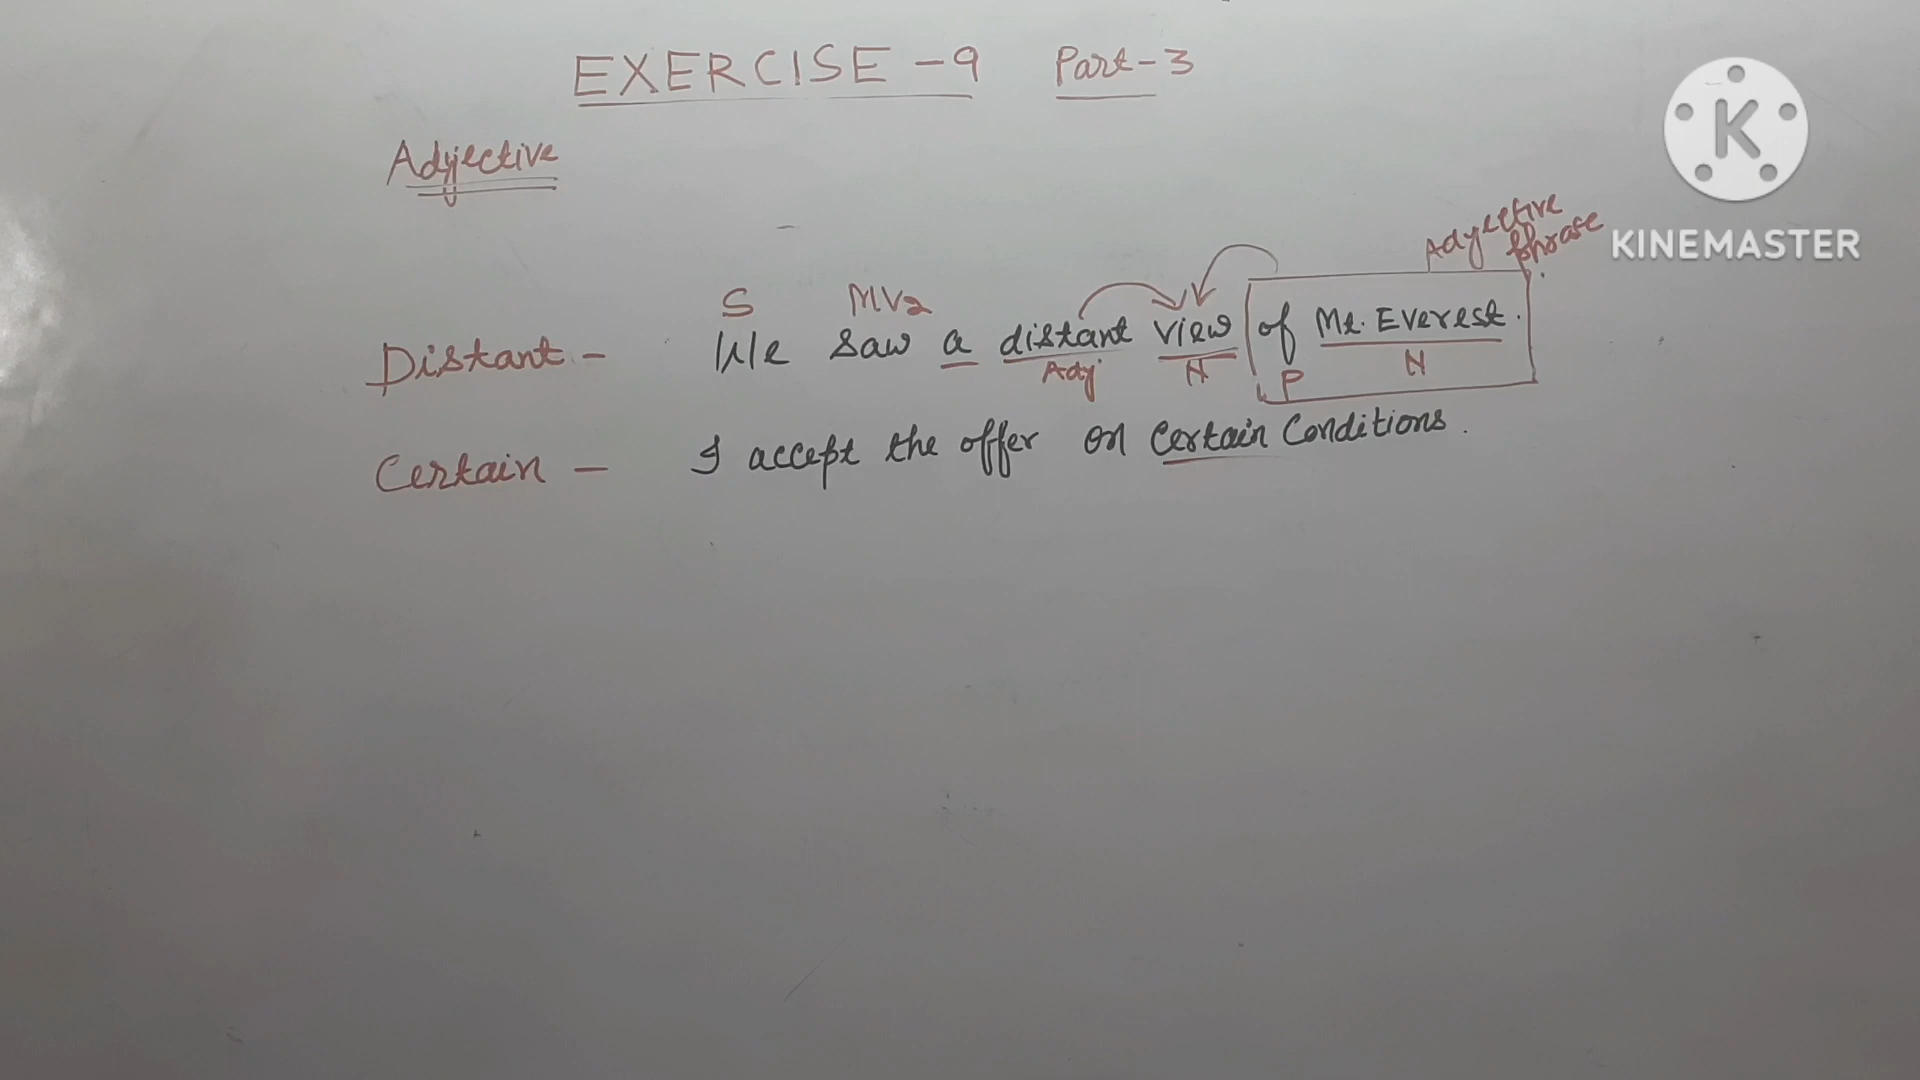 EXERCISE - 9 Part - 3
Adjective
K
KINEMASTER
Adjective
Phrase
S MV2
Distant - We saw a distant view of Mt. Everest.
Adj N P N
Certain - I accept the offer on certain conditions.